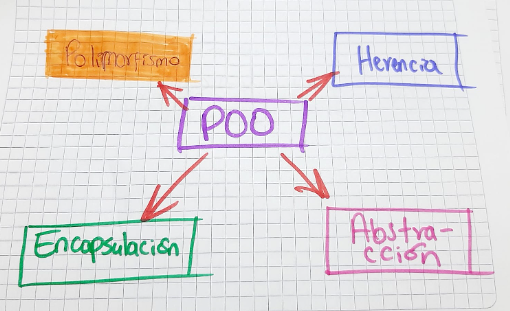 Polimorfismo
Herencia
POO
Encapsulación
Abstra-
cción